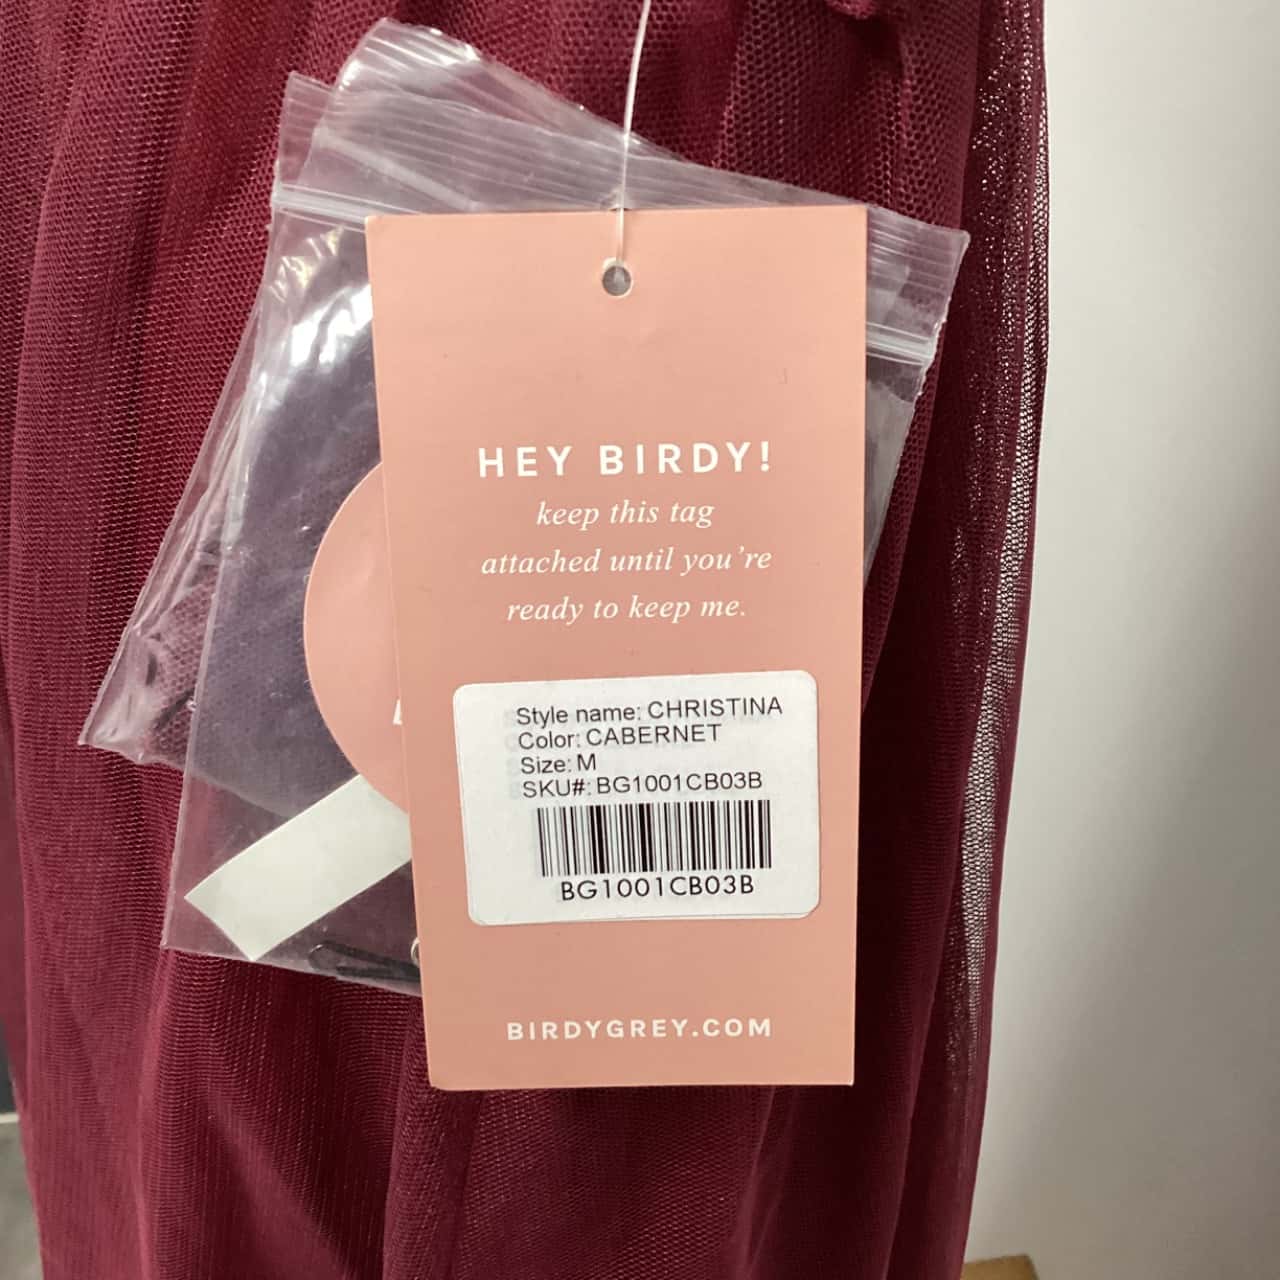 HEY BIRDY!
keep this tag
attached until you're
ready to keep me.
Style name: CHRISTINA
Color: CABERNET
Size: M
SKU#: BG1001CB03B
BG1001CB03B
BIRDYGREY.COM